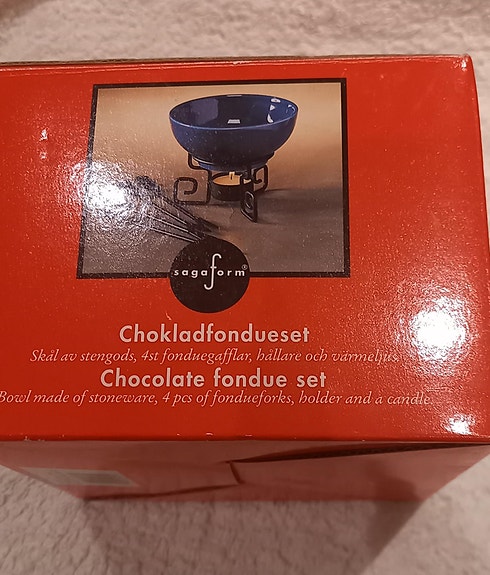 sagaform®
Chokladfondueset
Skål av stengods, 4st fonduegafflar, hållare och värmeljus.
Chocolate fondue set
Bowl made of stoneware, 4 pcs of fondueforks, holder and a candle.